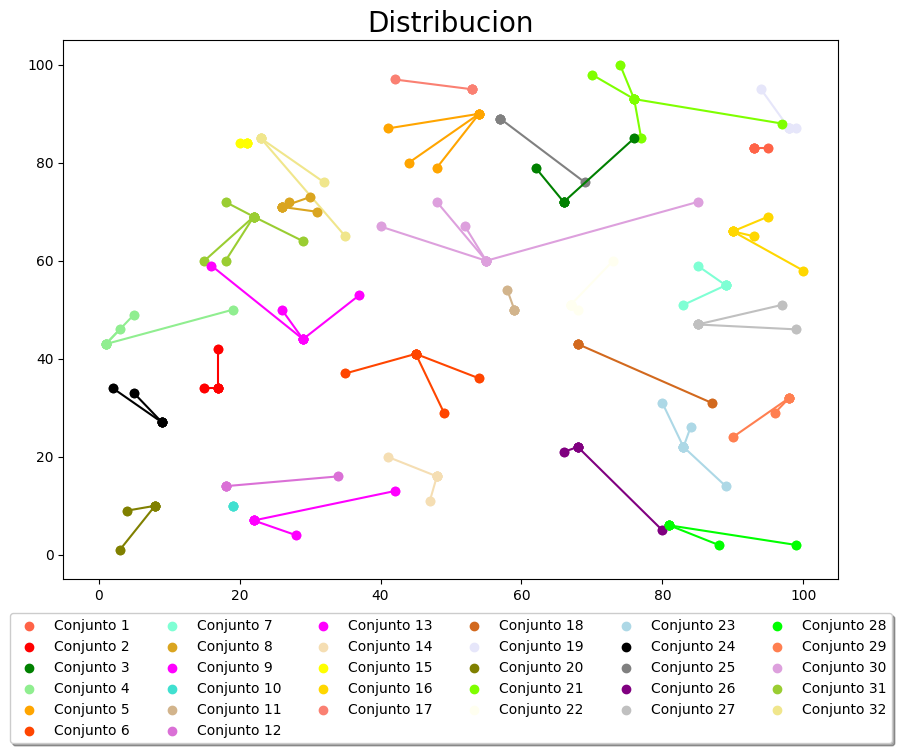 Distribucion
100
80
60
40
20
0
0 20 40 60 80 100
Conjunto 1 Conjunto 7 Conjunto 13 Conjunto 18 Conjunto 23 Conjunto 28
Conjunto 2 Conjunto 8 Conjunto 14 Conjunto 19 Conjunto 24 Conjunto 29
Conjunto 3 Conjunto 9 Conjunto 15 Conjunto 20 Conjunto 25 Conjunto 30
Conjunto 4 Conjunto 10 Conjunto 16 Conjunto 21 Conjunto 26 Conjunto 31
Conjunto 5 Conjunto 11 Conjunto 17 Conjunto 22 Conjunto 27 Conjunto 32
Conjunto 6 Conjunto 12